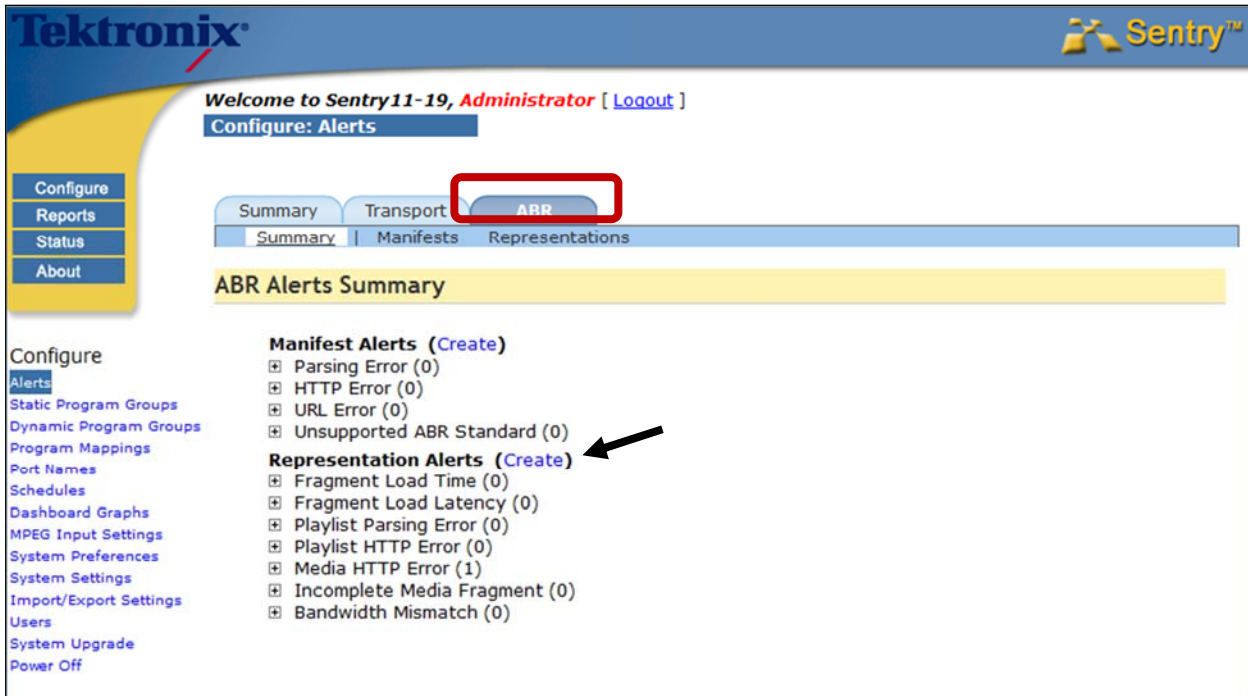 Tektronix®
Sentry™
Welcome to Sentry11-19, Administrator [ Logout ]
Configure: Alerts
Configure
Reports
Status
About
Summary Transport ABR
Summary | Manifests Representations
ABR Alerts Summary
Manifest Alerts (Create)
Parsing Error (0)
HTTP Error (0)
URL Error (0)
Unsupported ABR Standard (0)
Representation Alerts (Create)
Fragment Load Time (0)
Fragment Load Latency (0)
Playlist Parsing Error (0)
Playlist HTTP Error (0)
Media HTTP Error (1)
Incomplete Media Fragment (0)
Bandwidth Mismatch (0)
Configure
Alerts
Static Program Groups
Dynamic Program Groups
Program Mappings
Port Names
Schedules
Dashboard Graphs
MPEG Input Settings
System Preferences
System Settings
Import/Export Settings
Users
System Upgrade
Power Off